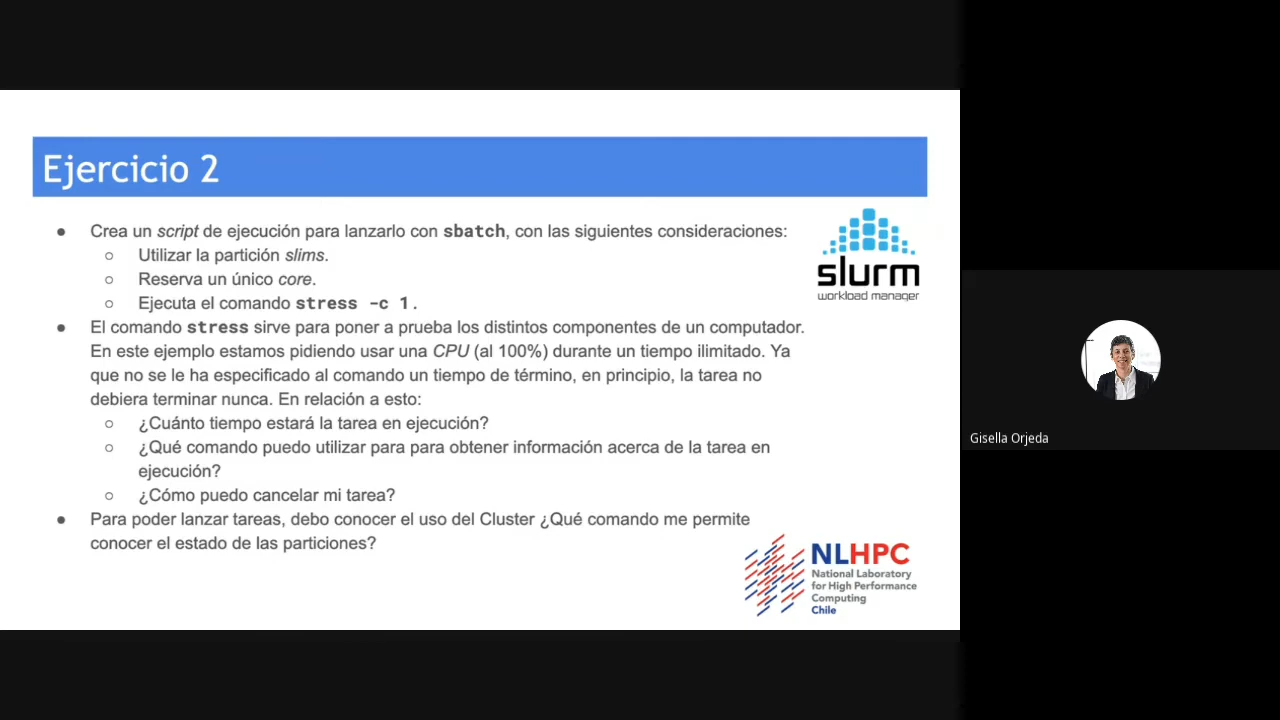 Ejercicio 2
● Crea un script de ejecución para lanzarlo con sbatch, con las siguientes consideraciones:
○ Utilizar la partición slims.
○ Reserva un único core.
○ Ejecuta el comando stress -c 1.
● El comando stress sirve para poner a prueba los distintos componentes de un computador.
En este ejemplo estamos pidiendo usar una CPU (al 100%) durante un tiempo ilimitado. Ya
que no se le ha especificado al comando un tiempo de término, en principio, la tarea no
debiera terminar nunca. En relación a esto:
○ ¿Cuánto tiempo estará la tarea en ejecución?
○ ¿Qué comando puedo utilizar para para obtener información acerca de la tarea en
ejecución?
○ ¿Cómo puedo cancelar mi tarea?
● Para poder lanzar tareas, debo conocer el uso del Cluster ¿Qué comando me permite
conocer el estado de las particiones?
slurm
workload manager
NLHPC
National Laboratory
for High Performance
Computing
Chile
Gisella Orjeda